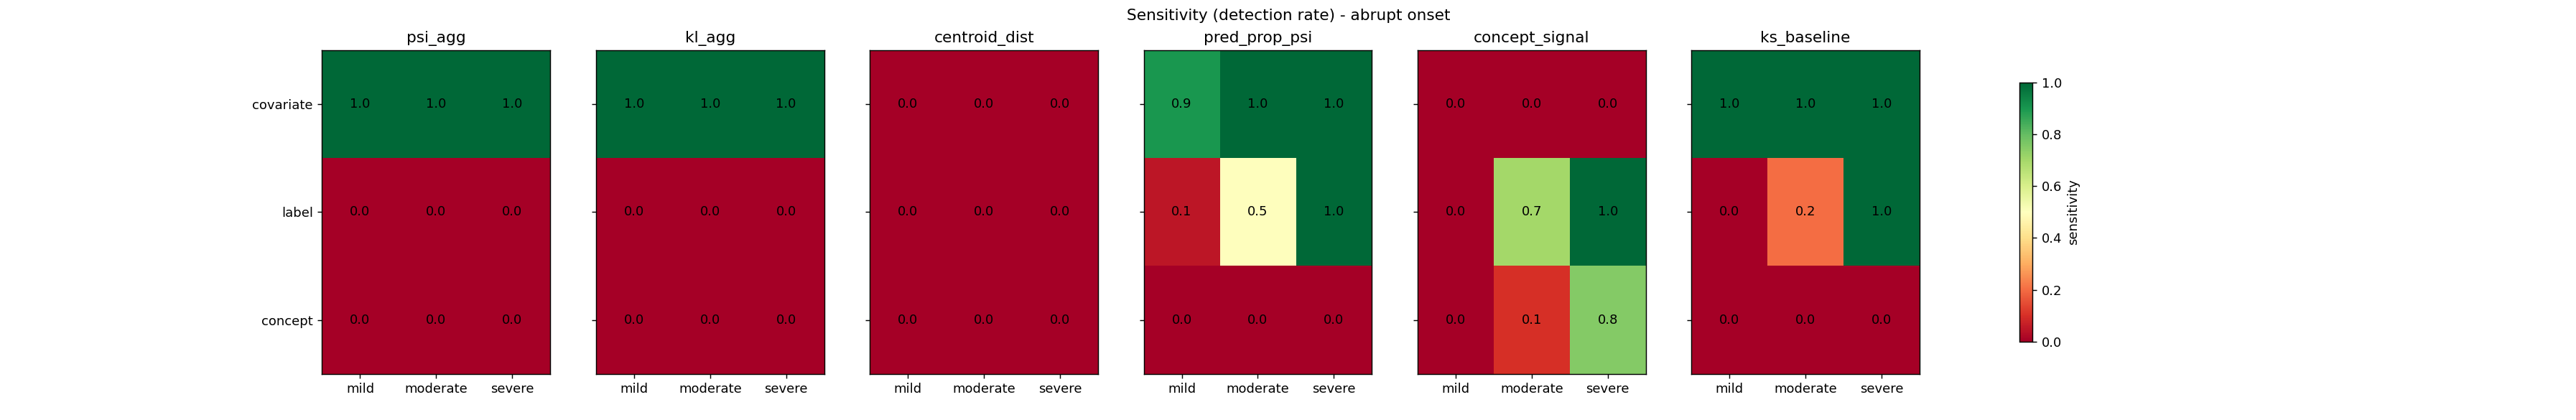 Sensitivity (detection rate) - abrupt onset
psi_agg kl_agg centroid_dist pred_prop_psi concept_signal ks_baseline
covariate 1.0 1.0 1.0 1.0 1.0 1.0 0.0 0.0 0.0 0.9 1.0 1.0 0.0 0.0 0.0 1.0 1.0 1.0
label 0.0 0.0 0.0 0.0 0.0 0.0 0.0 0.0 0.0 0.1 0.5 1.0 0.0 0.7 1.0 0.0 0.2 1.0
concept 0.0 0.0 0.0 0.0 0.0 0.0 0.0 0.0 0.0 0.0 0.0 0.0 0.0 0.1 0.8 0.0 0.0 0.0
mild moderate severe mild moderate severe mild moderate severe mild moderate severe mild moderate severe mild moderate severe
1.0
0.8
0.6
0.4
0.2
0.0
sensitivity